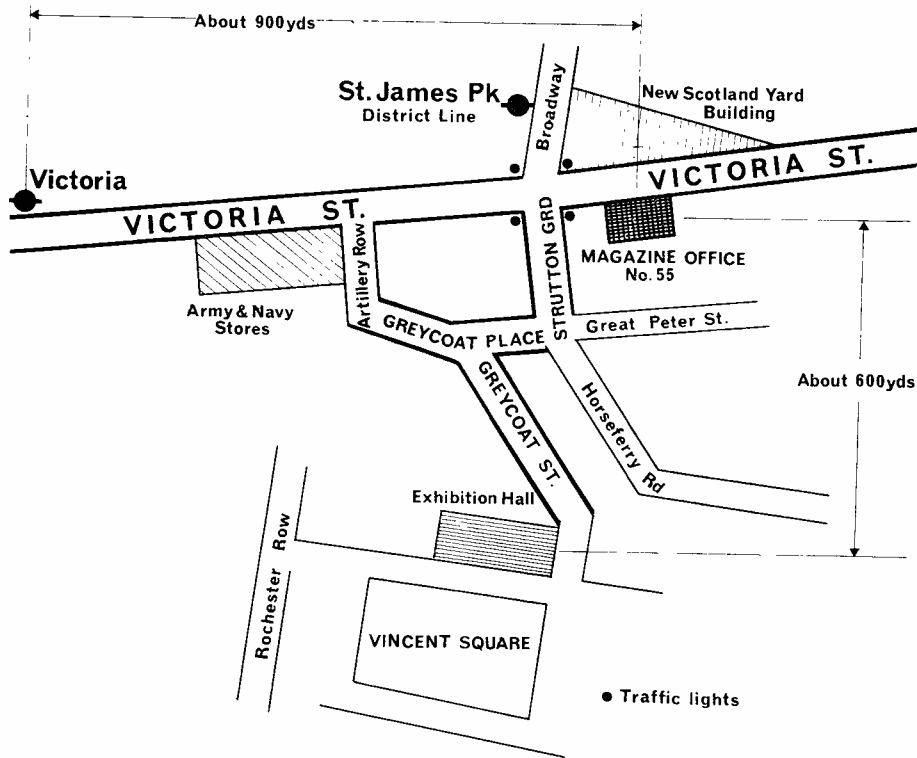 About 900yds
St. James Pk
District Line
Broadway
New Scotland Yard
Building
Victoria
VICTORIA ST.
VICTORIA ST.
Artillery Row
STRUTTON GRD
MAGAZINE OFFICE
No. 55
Army & Navy
Stores
GREYCOAT PLACE
Great Peter St.
About 600yds
GREYCOAT ST.
Horseferry Rd
Exhibition Hall
Rochester Row
VINCENT SQUARE
Traffic lights